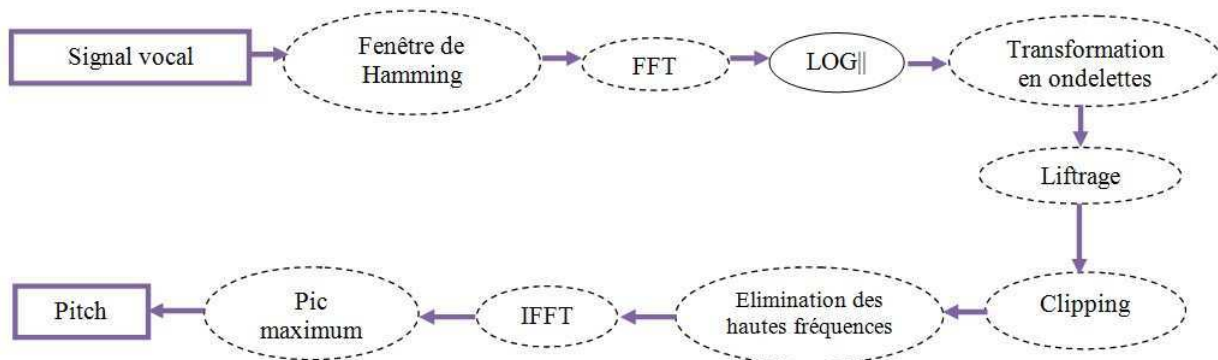 Signal vocal
Fenêtre de
Hamming
FFT
LOG||
Transformation
en ondelettes
Liftrage
Clipping
Elimination des
hautes fréquences
IFFT
Pic
maximum
Pitch